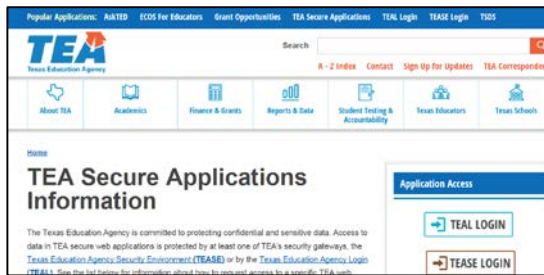 Popular Applications: AskTED ECOS For Educators Grant Opportunities TEA Secure Applications TEAL Login TEASE Login TSDS
TEA
Texas Education Agency
Search
A - Z Index Contact Sign Up for Updates TEA Corresponden
About TEA Academics Finance & Grants Reports & Data Student Testing & Accountability Texas Educators Texas Schools
Home
TEA Secure Applications
Information
The Texas Education Agency is committed to protecting confidential and sensitive data. Access to
data in TEA secure web applications is protected by at least one of TEA's security gateways, the
Texas Education Agency Security Environment (TEASE) or by the Texas Education Agency Login
(TEAL). See the list below for information about how to request access to a specific TEA web
Application Access
TEAL LOGIN
TEASE LOGIN